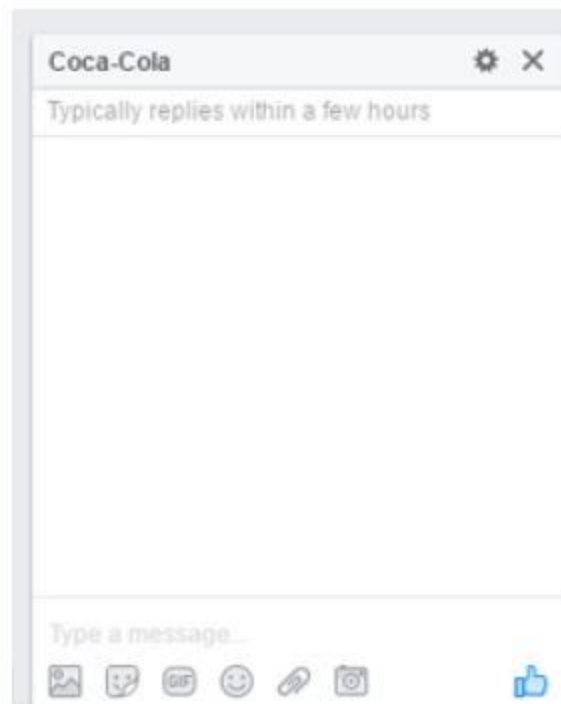 Coca-Cola
Typically replies within a few hours
Type a message...
GIF